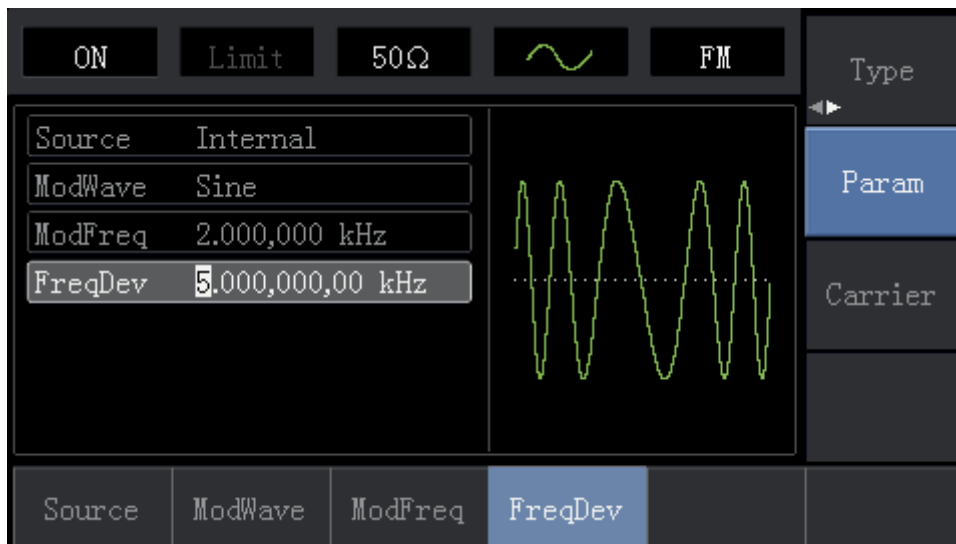 ON Limit 50Ω FM
Type
Source Internal
ModWave Sine
ModFreq 2.000,000 kHz
FreqDev 5.000,000,00 kHz
Param
Carrier
Source ModWave ModFreq FreqDev